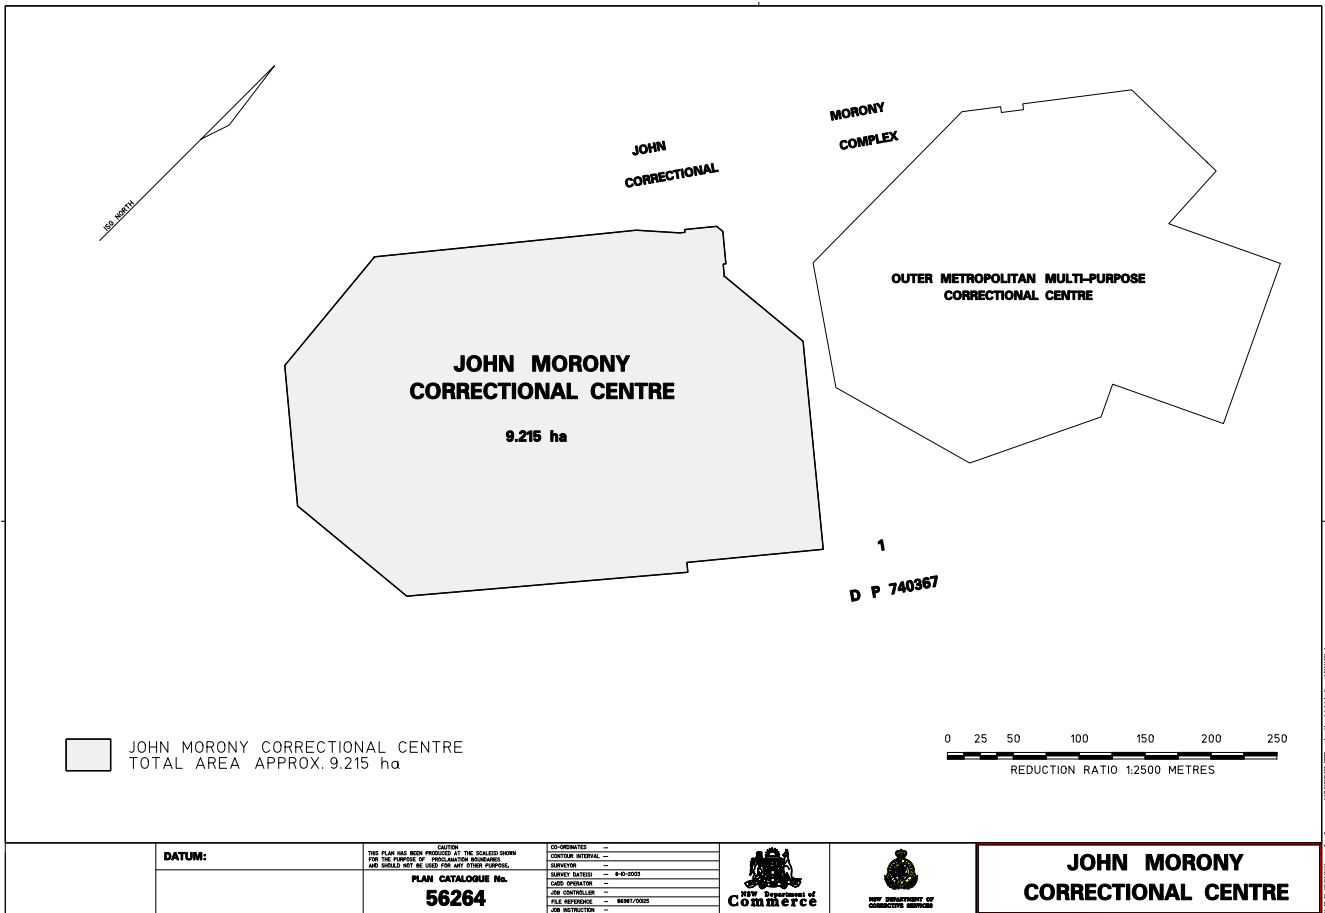 ISG NORTH
JOHN
CORRECTIONAL
MORONY
COMPLEX
OUTER METROPOLITAN MULTI-PURPOSE
CORRECTIONAL CENTRE
JOHN MORONY
CORRECTIONAL CENTRE
9.215 ha
1
D P 740367
JOHN MORONY CORRECTIONAL CENTRE
TOTAL AREA APPROX. 9.215 ha
0 25 50 100 150 200 250
REDUCTION RATIO 1:2500 METRES
DATUM:
CAUTION
THIS PLAN HAS BEEN PRODUCED AT THE SCALE(S) SHOWN
FOR THE PURPOSE OF PROCLAMATION BOUNDARIES
AND SHOULD NOT BE USED FOR ANY OTHER PURPOSE.
PLAN CATALOGUE No.
56264
CO-ORDINATES –
CONTOUR INTERVAL –
SURVEYOR –
SURVEY DATE(S) – 8-10-2003
CADD OPERATOR –
JOB CONTROLLER –
FILE REFERENCE –
JOB INSTRUCTION –
NSW Department of
Commerce
NSW DEPARTMENT OF
CORRECTIVE SERVICES
JOHN MORONY
CORRECTIONAL CENTRE